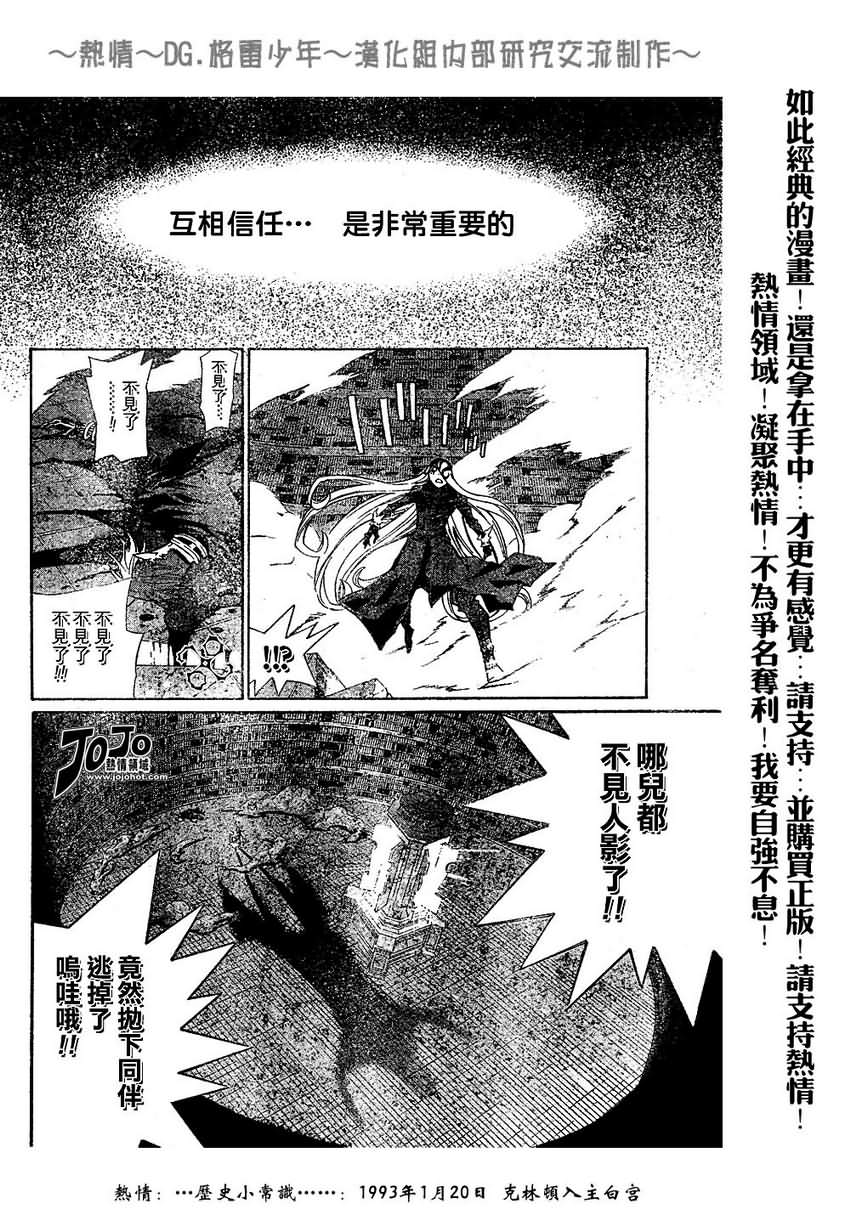 ～熱情～DG.格雷少年～漢化組内部研究交流制作～
如此經典的漫畫！還是拿在手中…才更有感覺…請支持…並購買正版！請支持熱情！
熱情領域！凝聚熱情！不為爭名奪利！我要自強不息！
互相信任… 是非常重要的
!!?
不見了…
不見了
……!!
不見了
不見了
不見了!!
哪兒都
不見人影了!!
竟然拋下同伴
逃掉了
嗚哇哦!!
JOJO
熱情領域
www.jojohot.com
熱情：…歷史小常識……：1993年1月20日 克林頓入主白宮